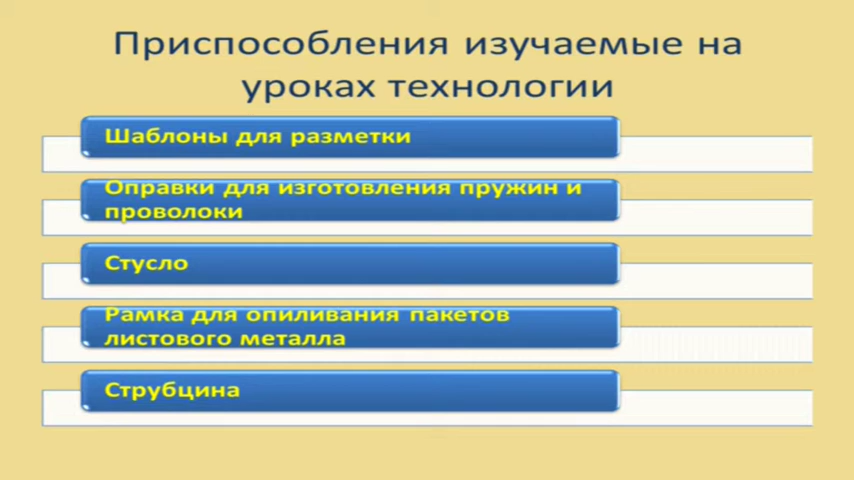 Приспособления изучаемые на
уроках технологии
Шаблоны для разметки
Оправки для изготовления пружин и
проволоки
Стусло
Рамка для опиливания пакетов
листового металла
Струбцина